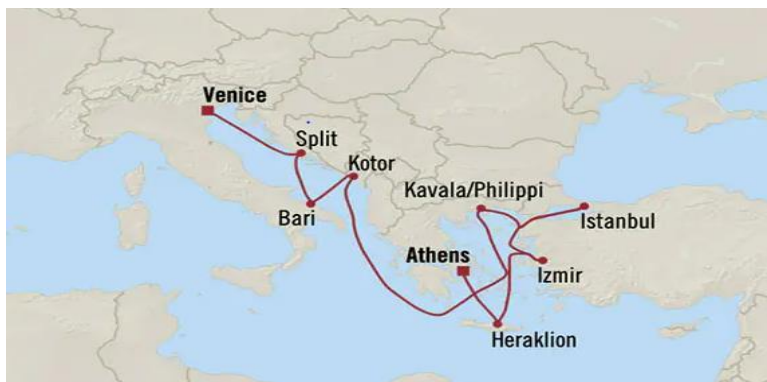 Venice
Split
Kotor
Kavala/Philippi
Bari
Istanbul
Athens
Izmir
Heraklion